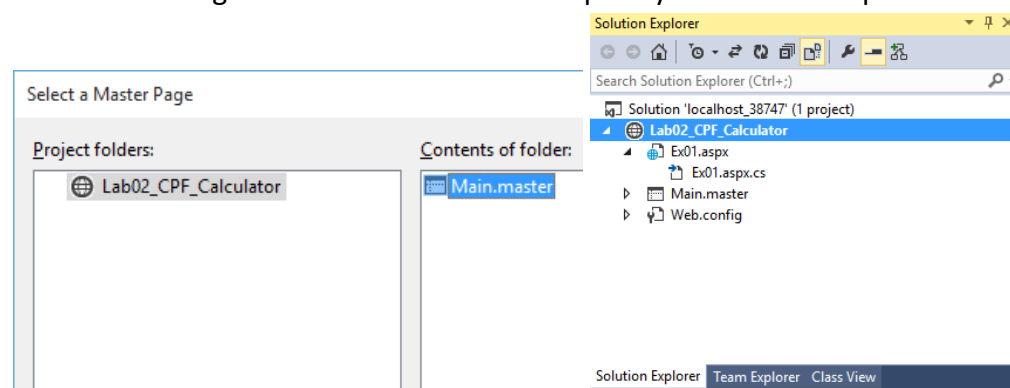 Solution Explorer
Search Solution Explorer (Ctrl+;)
Select a Master Page
Project folders:
Contents of folder:
Lab02_CPF_Calculator
Main.master
Solution 'localhost_38747' (1 project)
Lab02_CPF_Calculator
Ex01.aspx
Ex01.aspx.cs
Main.master
Web.config
Solution Explorer Team Explorer Class View